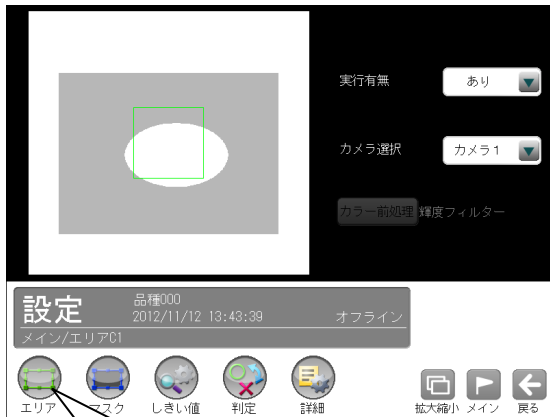 実行有無 あり
カメラ選択 カメラ1
カラー前処理 輝度フィルター
設定 品種000
2012/11/12 13:43:39 オフライン
メイン/エリアC1
エリア マスク しきい値 判定 詳細 拡大縮小 メイン 戻る